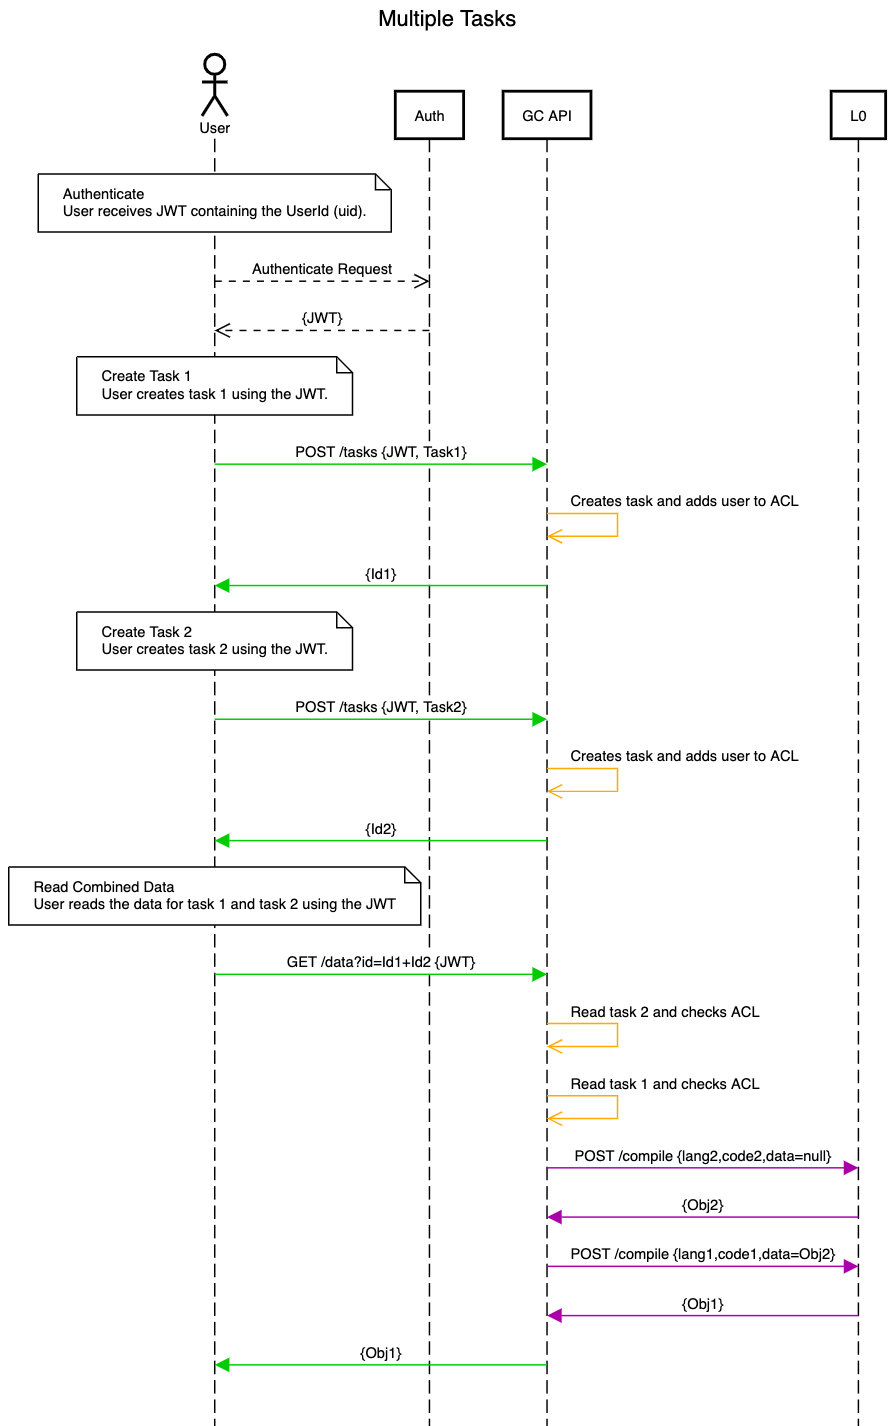 Multiple Tasks
User
Auth
GC API
L0
Authenticate
User receives JWT containing the UserId (uid).
Authenticate Request
{JWT}
Create Task 1
User creates task 1 using the JWT.
POST /tasks {JWT, Task1}
Creates task and adds user to ACL
{Id1}
Create Task 2
User creates task 2 using the JWT.
POST /tasks {JWT, Task2}
Creates task and adds user to ACL
{Id2}
Read Combined Data
User reads the data for task 1 and task 2 using the JWT
GET /data?id=Id1+Id2 {JWT}
Read task 2 and checks ACL
Read task 1 and checks ACL
POST /compile {lang2,code2,data=null}
{Obj2}
POST /compile {lang1,code1,data=Obj2}
{Obj1}
{Obj1}